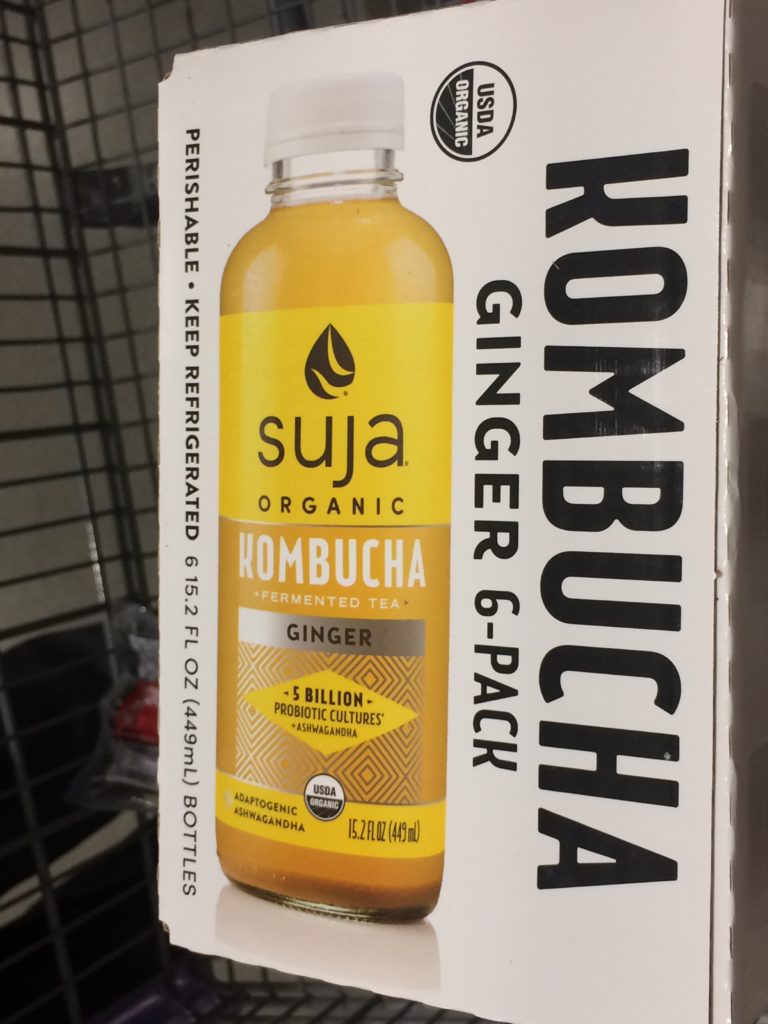 KOMBUCHA
GINGER 6-PACK
USDA
ORGANIC
suja
ORGANIC
KOMBUCHA
FERMENTED TEA
GINGER
5 BILLION
PROBIOTIC CULTURES*
+ASHWAGANDHA
ADAPTOGENIC
ASHWAGANDHA
USDA
ORGANIC
15.2 FL OZ (449 mL)
PERISHABLE • KEEP REFRIGERATED 6 15.2 FL OZ (449mL) BOTTLES